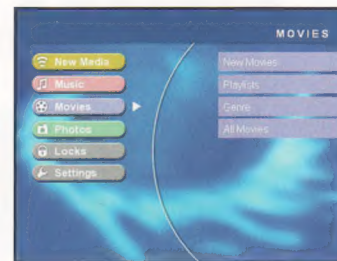 MOVIES
New Media
Music
Movies
Photos
Locks
Settings
New Movies
Playlists
Genre
All Movies